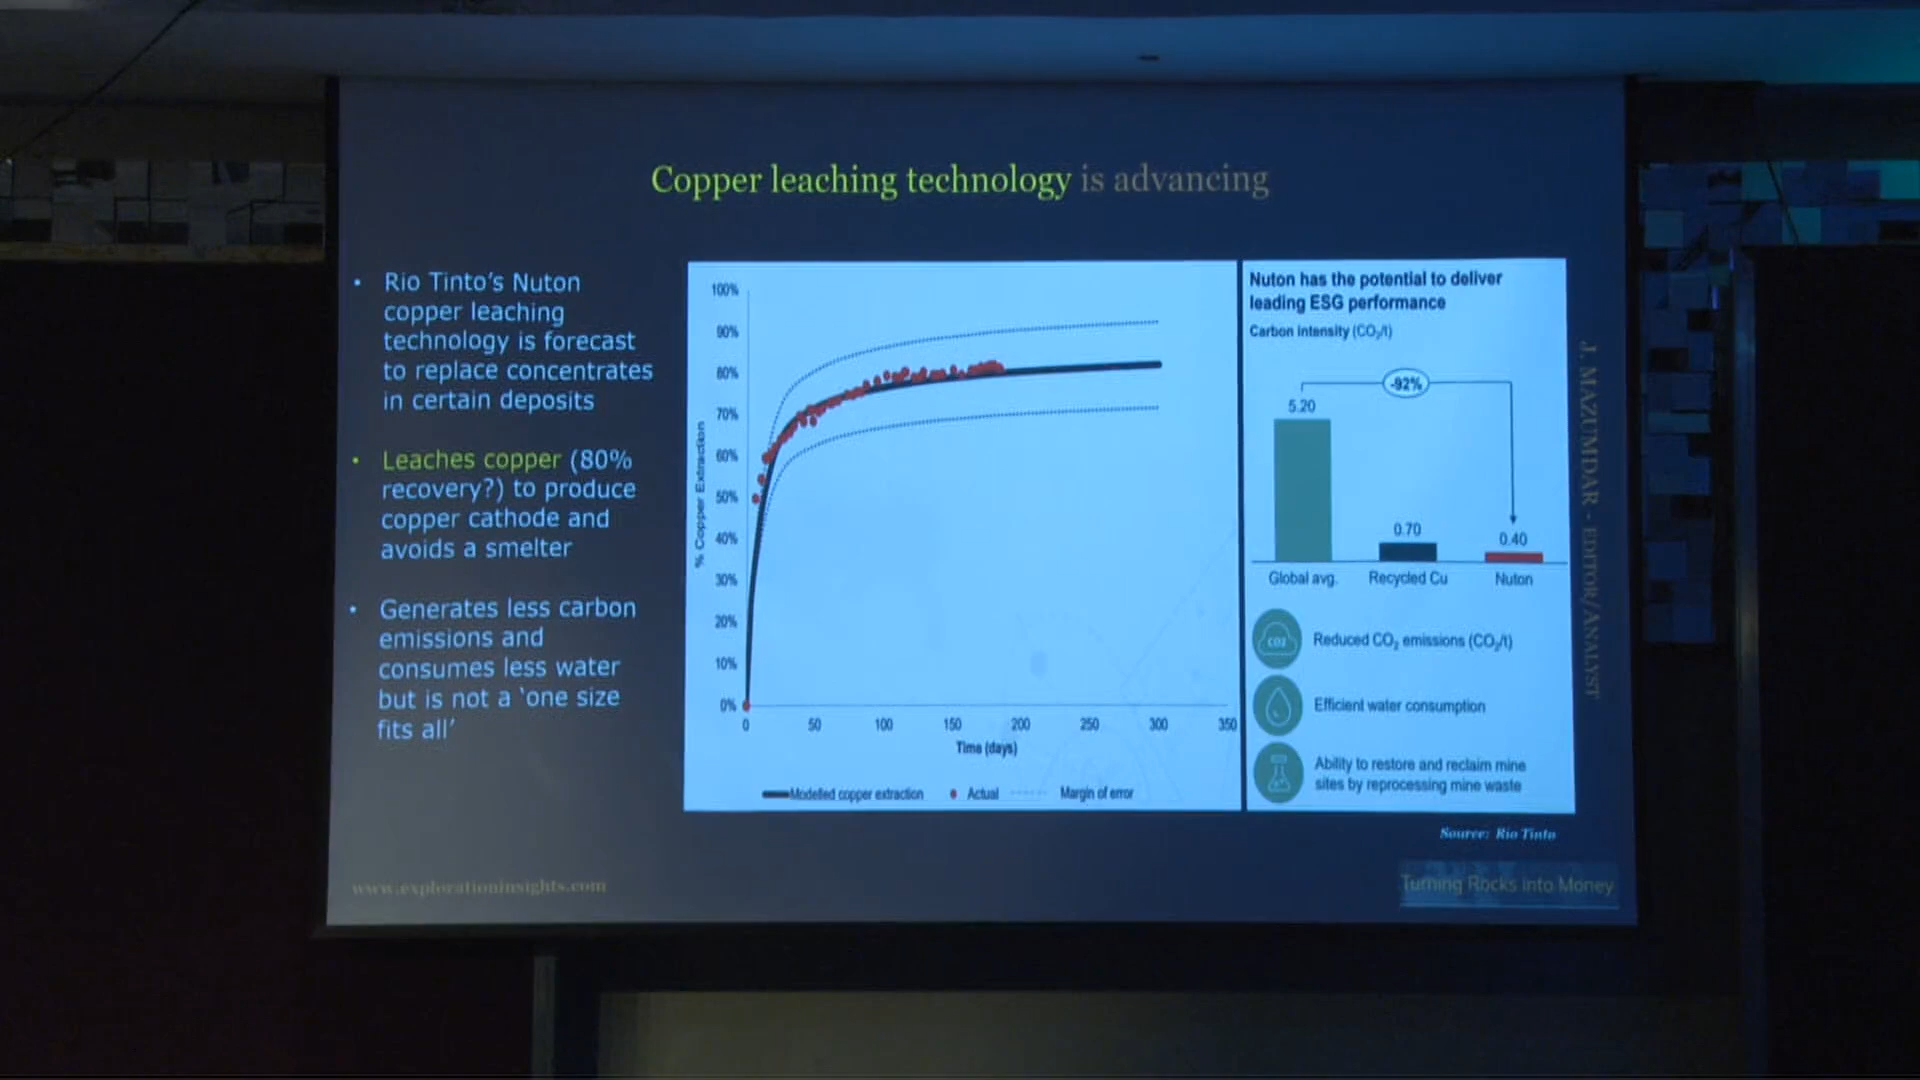 Copper leaching technology is advancing
• Rio Tinto's Nuton
copper leaching
technology is forecast
to replace concentrates
in certain deposits
• Leaches copper (80%
recovery?) to produce
copper cathode and
avoids a smelter
• Generates less carbon
emissions and
consumes less water
but is not a 'one size
fits all'
% Copper Extraction
100%
90%
80%
70%
60%
50%
40%
30%
20%
10%
0%
0 50 100 150 200 250 300 350
Time (days)
Modelled copper extraction Actual Margin of error
Nuton has the potential to deliver
leading ESG performance
Carbon intensity (CO₂/t)
-92%
5.20
0.70
0.40
Global avg. Recycled Cu Nuton
CO2
Reduced CO₂ emissions (CO₂/t)
Efficient water consumption
Ability to restore and reclaim mine
sites by reprocessing mine waste
J. MAZUMDAR - EDITOR/ANALYST
Source: Rio Tinto
www.explorationinsights.com
Turning Rocks into Money